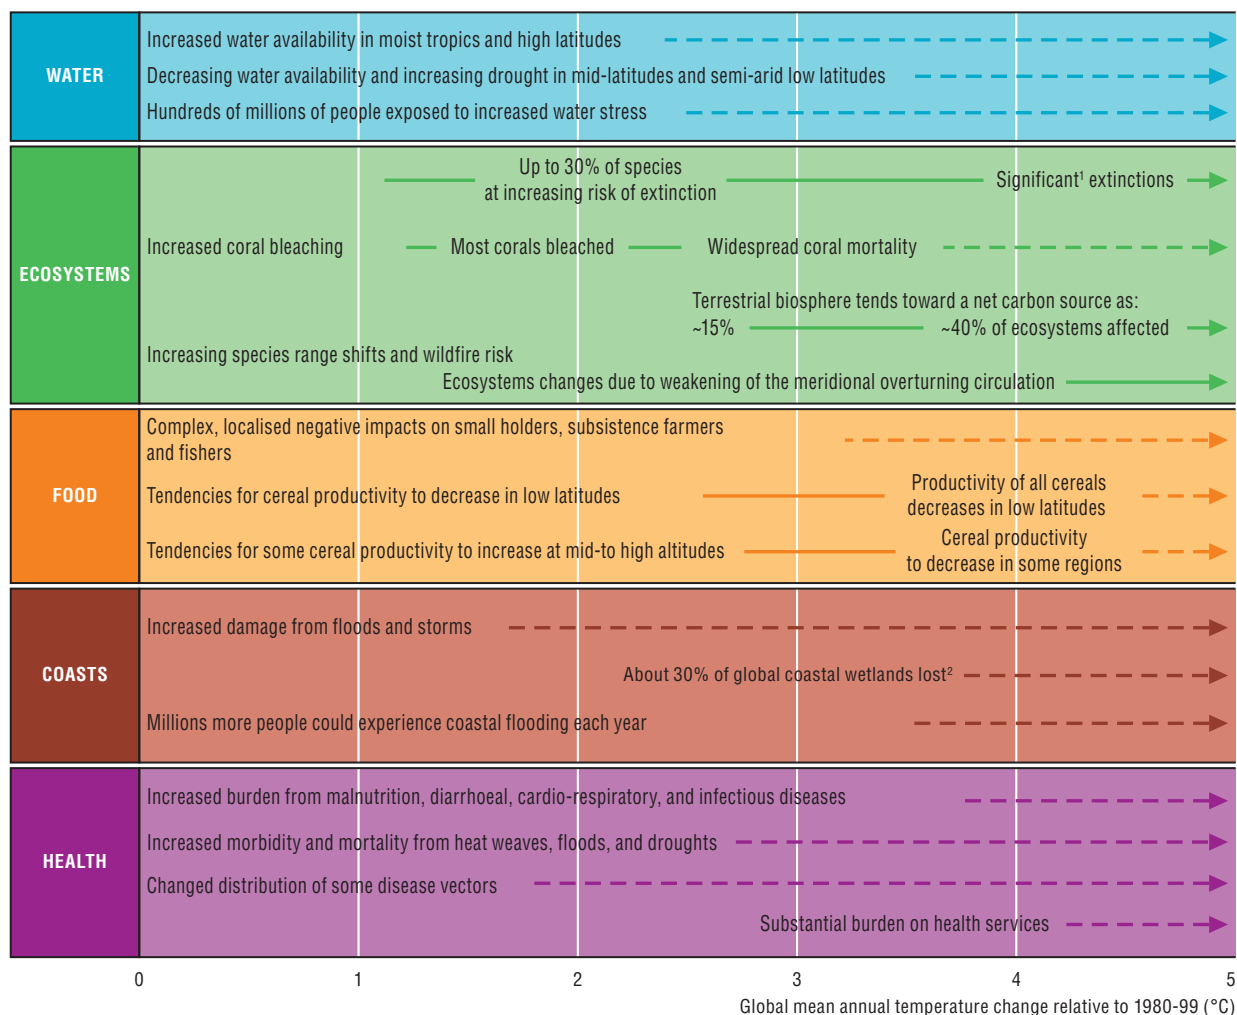 WATER
Increased water availability in moist tropics and high latitudes
Decreasing water availability and increasing drought in mid-latitudes and semi-arid low latitudes
Hundreds of millions of people exposed to increased water stress
ECOSYSTEMS
Up to 30% of species
at increasing risk of extinction
Significant¹ extinctions
Increased coral bleaching
Most corals bleached
Widespread coral mortality
Terrestrial biosphere tends toward a net carbon source as:
~15%
~40% of ecosystems affected
Increasing species range shifts and wildfire risk
Ecosystems changes due to weakening of the meridional overturning circulation
FOOD
Complex, localised negative impacts on small holders, subsistence farmers
and fishers
Tendencies for cereal productivity to decrease in low latitudes
Productivity of all cereals
decreases in low latitudes
Tendencies for some cereal productivity to increase at mid-to high altitudes
Cereal productivity
to decrease in some regions
COASTS
Increased damage from floods and storms
About 30% of global coastal wetlands lost²
Millions more people could experience coastal flooding each year
HEALTH
Increased burden from malnutrition, diarrhoeal, cardio-respiratory, and infectious diseases
Increased morbidity and mortality from heat weaves, floods, and droughts
Changed distribution of some disease vectors
Substantial burden on health services
0 1 2 3 4 5
Global mean annual temperature change relative to 1980-99 (°C)